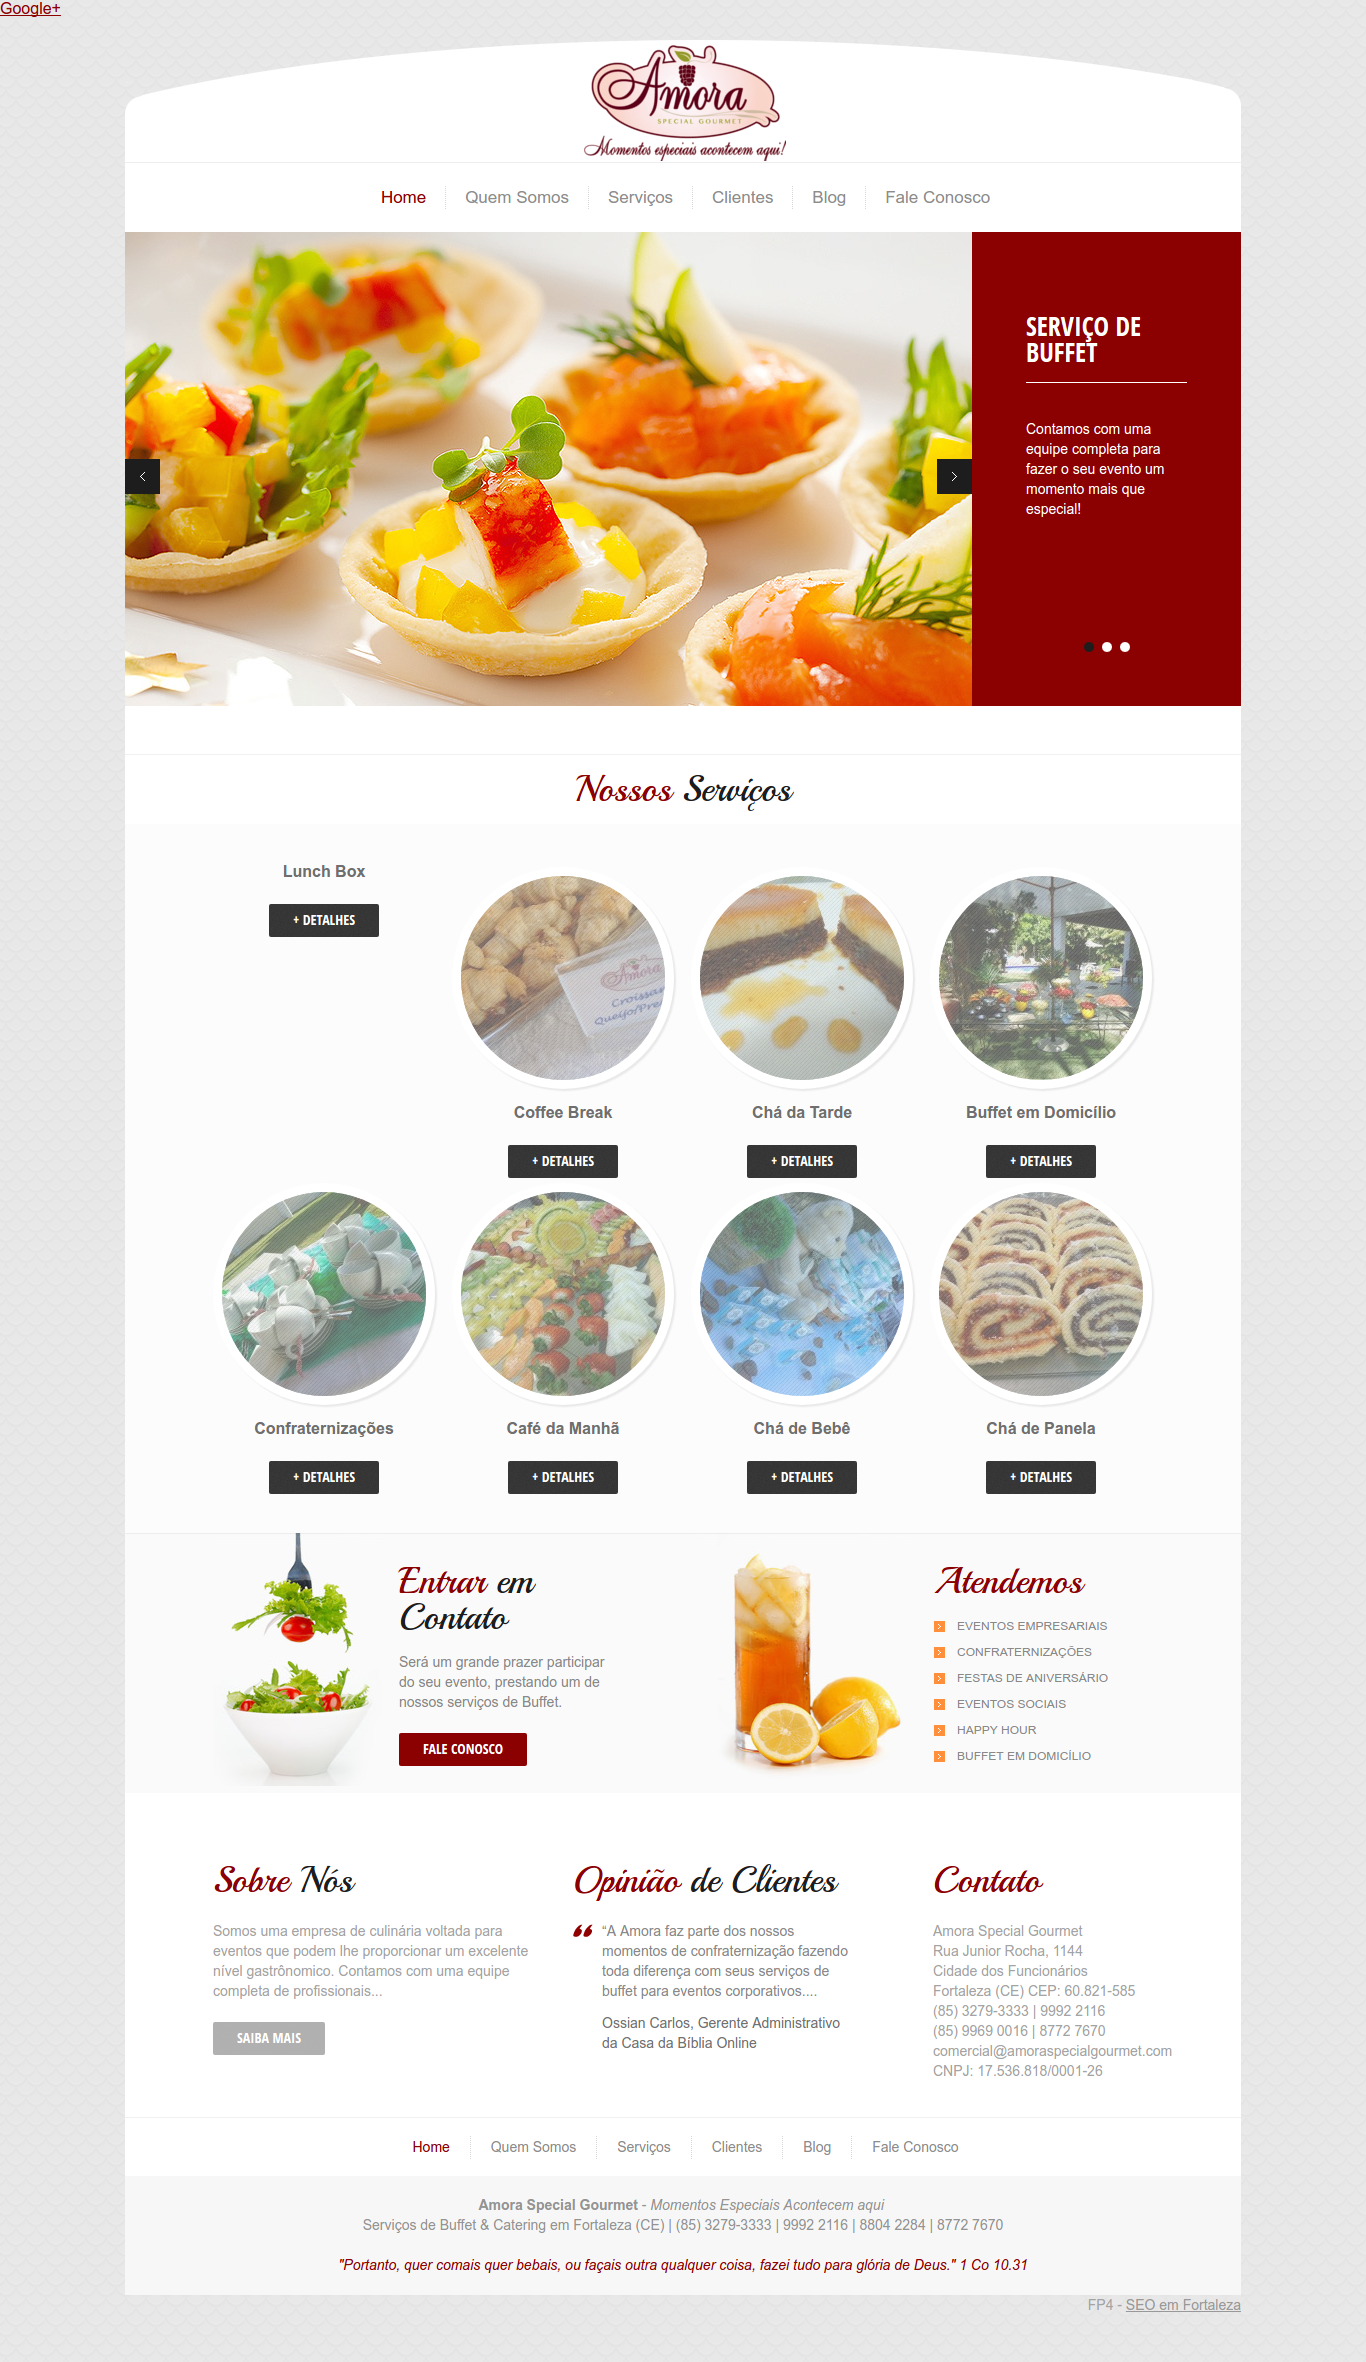 Google+
Amora
SPECIAL GOURMET
Momentos especiais acontecem aqui!
Home
Quem Somos
Serviços
Clientes
Blog
Fale Conosco
SERVIÇO DE
BUFFET
Contamos com uma
equipe completa para
fazer o seu evento um
momento mais que
especial!
Nossos Serviços
Lunch Box
+ DETALHES
Amora
Croissan
Queijo/Pre
Coffee Break
Chá da Tarde
Buffet em Domicílio
+ DETALHES
+ DETALHES
+ DETALHES
Confraternizações
Café da Manhã
Chá de Bebê
Chá de Panela
+ DETALHES
+ DETALHES
+ DETALHES
+ DETALHES
Entrar em
Contato
Será um grande prazer participar
do seu evento, prestando um de
nossos serviços de Buffet.
FALE CONOSCO
Atendemos
EVENTOS EMPRESARIAIS
CONFRATERNIZAÇÕES
FESTAS DE ANIVERSÁRIO
EVENTOS SOCIAIS
HAPPY HOUR
BUFFET EM DOMICÍLIO
Sobre Nós
Somos uma empresa de culinária voltada para
eventos que podem lhe proporcionar um excelente
nível gastrônomico. Contamos com uma equipe
completa de profissionais...
SAIBA MAIS
Opinião de Clientes
“A Amora faz parte dos nossos
momentos de confraternização fazendo
toda diferença com seus serviços de
buffet para eventos corporativos....
Ossian Carlos, Gerente Administrativo
da Casa da Bíblia Online
Contato
Amora Special Gourmet
Rua Junior Rocha, 1144
Cidade dos Funcionários
Fortaleza (CE) CEP: 60.821-585
(85) 3279-3333 | 9992 2116
(85) 9969 0016 | 8772 7670
comercial@amoraspecialgourmet.com
CNPJ: 17.536.818/0001-26
Home
Quem Somos
Serviços
Clientes
Blog
Fale Conosco
Amora Special Gourmet - Momentos Especiais Acontecem aqui
Serviços de Buffet & Catering em Fortaleza (CE) | (85) 3279-3333 | 9992 2116 | 8804 2284 | 8772 7670
"Portanto, quer comais quer bebais, ou façais outra qualquer coisa, fazei tudo para glória de Deus." 1 Co 10.31
FP4 - SEO em Fortaleza